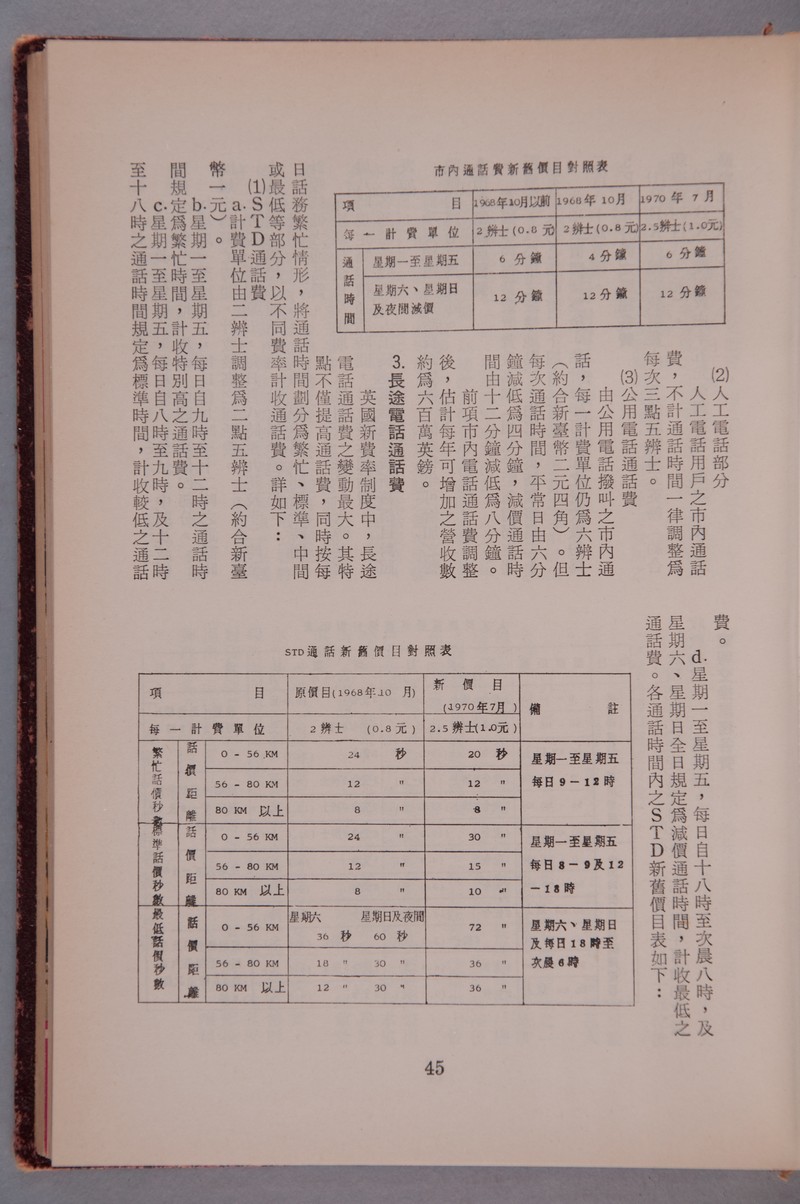 市內通話費新舊價目對照表
項 目 1968年10月以前 1968年 10月 1970 年 7 月
每 一 計 費 單 位 2辨士(0.8 元) 2辨士(0.8元) 2.5辨士(1.0元)
通話時間 星期一至星期五 6 分鐘 4分鐘 6 分鐘
星期六、星期日及夜間減價 12 分鐘 12分鐘 12 分鐘
(2)人工電話部分
人工電話用戶之市內通話
費,不計通話時間一律調整爲
每次三點五辨士。
(3)公用電話通話費
由公用電話撥叫之市內通
話,每一計費單位仍爲六辨士
(約合新臺幣二元四角)。但
每次通話時間,平常日由六分
鐘減低爲四分鐘,減價通話時
間由十二分鐘減低爲八分鐘。
前項市內電話通話費調整
後,估計每年可增加之營收數
約爲六百萬英鎊。
3.長途電話通話費
英國新費率制度中,長途
電話通話費之變動最大。其特
點不僅提高通話費,同時按每
日話務繁忙情形,將通話時間劃分爲繁忙、標準、中間
或最低等部分,以不同費率計收通話費。詳如下:
(1)STD通話費
a.計費單位由二辨士調整爲二點五辨士(約合新臺
幣一元)。
b.星期一至星期五,每日自九時至十二時之通話時
間規定爲繁忙時間,計收特別高之通話費。
c.星期一至星期五,每日自八時至九時,及十二時
至十八時之通話時間規定爲標準時間,計收較低之通話
費。
d.星期一至星期五,每日自十八時至次晨八時,及
星期六、星期日全日規定爲減價通話時間,計收最低之
通話費。各通話時間內之STD新舊價目表如下:
STD通話新舊價目對照表
項 目 原價目(1968年10 月) 新 價 目 (1970年7月 ) 備 註
每 一 計 費 單 位 2辨士 (0.8元) 2.5辨士(1.0元)
繁忙話價秒數 話價距離 0 - 56 KM 24 秒 20 秒 星期一至星期五
56 - 80 KM 12 〃 12 〃 每日9-12時
80 KM 以上 8 〃 8 〃
標準話價秒數 話價距離 0 - 56 KM 24 〃 30 〃 星期一至星期五
56 - 80 KM 12 〃 15 〃 每日8-9及12
80 KM 以上 8 〃 10 〃 -18時
最低話價秒數 話價距離 0 - 56 KM 星期六 36 秒 星期日及夜間 60 秒 72 〃 星期六、星期日
及每日18時至
56 - 80 KM 18 〃 30 〃 36 〃 次晨6時
80 KM 以上 12 〃 30 〃 36 〃
45